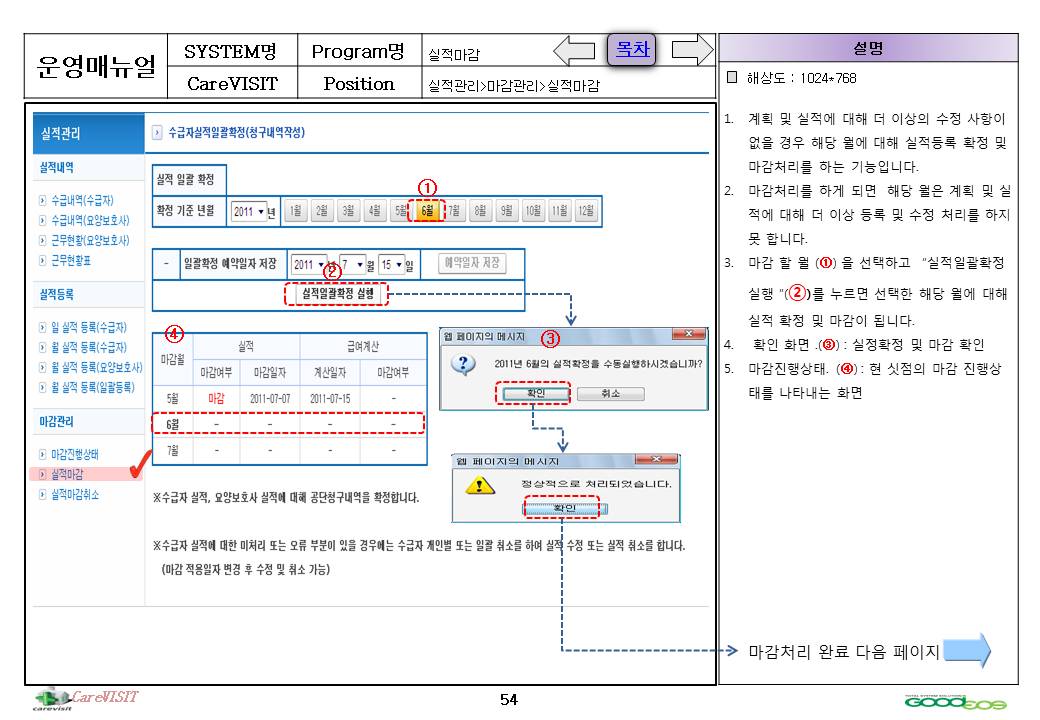 운영매뉴얼
SYSTEM명
Program명
실적마감
목차
설명
CareVISIT
Position
실적관리>마감관리>실적마감
해상도 : 1024*768
실적관리
수급자실적일괄확정(청구내역작성)
실적내역
수급내역(수급자)
수급내역(요양보호사)
근무현황(요양보호사)
근무현황표
실적등록
일 실적 등록(수급자)
월 실적 등록(수급자)
월 실적 등록(요양보호사)
월 실적 등록(일괄등록)
마감관리
마감진행상태
실적마감
실적마감취소
실적 일괄 확정
①
확정 기준 년월
2011 년
1월 2월 3월 4월 5월 6월 7월 8월 9월 10월 11월 12월
- 일괄확정 예약일자 저장
2011 년 7 월 15 일
예약일자 저장
②
실적일괄확정 실행
④
마감월 실적 급여계산
마감여부 마감일자 계산일자 마감여부
5월 마감 2011-07-07 2011-07-15 -
6월 - - - -
7월 - - - -
웹 페이지의 메시지
③
2011년 6월의 실적확정을 수동실행하시겠습니까?
확인 취소
웹 페이지의 메시지
정상적으로 처리되었습니다.
확인
※수급자 실적, 요양보호사 실적에 대해 공단청구내역을 확정합니다.
※수급자 실적에 대한 미처리 또는 오류 부분이 있을 경우에는 수급자 개인별 또는 일괄 취소를 하여 실적 수정 또는 실적 취소를 합니다.
(마감 적용일자 변경 후 수정 및 취소 가능)
1. 계획 및 실적에 대해 더 이상의 수정 사항이
없을 경우 해당 월에 대해 실적등록 확정 및
마감처리를 하는 기능입니다.
2. 마감처리를 하게 되면 해당 월은 계획 및 실
적에 대해 더 이상 등록 및 수정 처리를 하지
못 합니다.
3. 마감 할 월 (①) 을 선택하고 “실적일괄확정
실행 “(②)를 누르면 선택한 해당 월에 대해
실적 확정 및 마감이 됩니다.
4. 확인 화면 .(③) : 실정확정 및 마감 확인
5. 마감진행상태. (④) : 현 싯점의 마감 진행상
태를 나타내는 화면
마감처리 완료 다음 페이지
CareVISIT
carevisit
54
TOTAL SYSTEM SOLUTION
GOODEOS